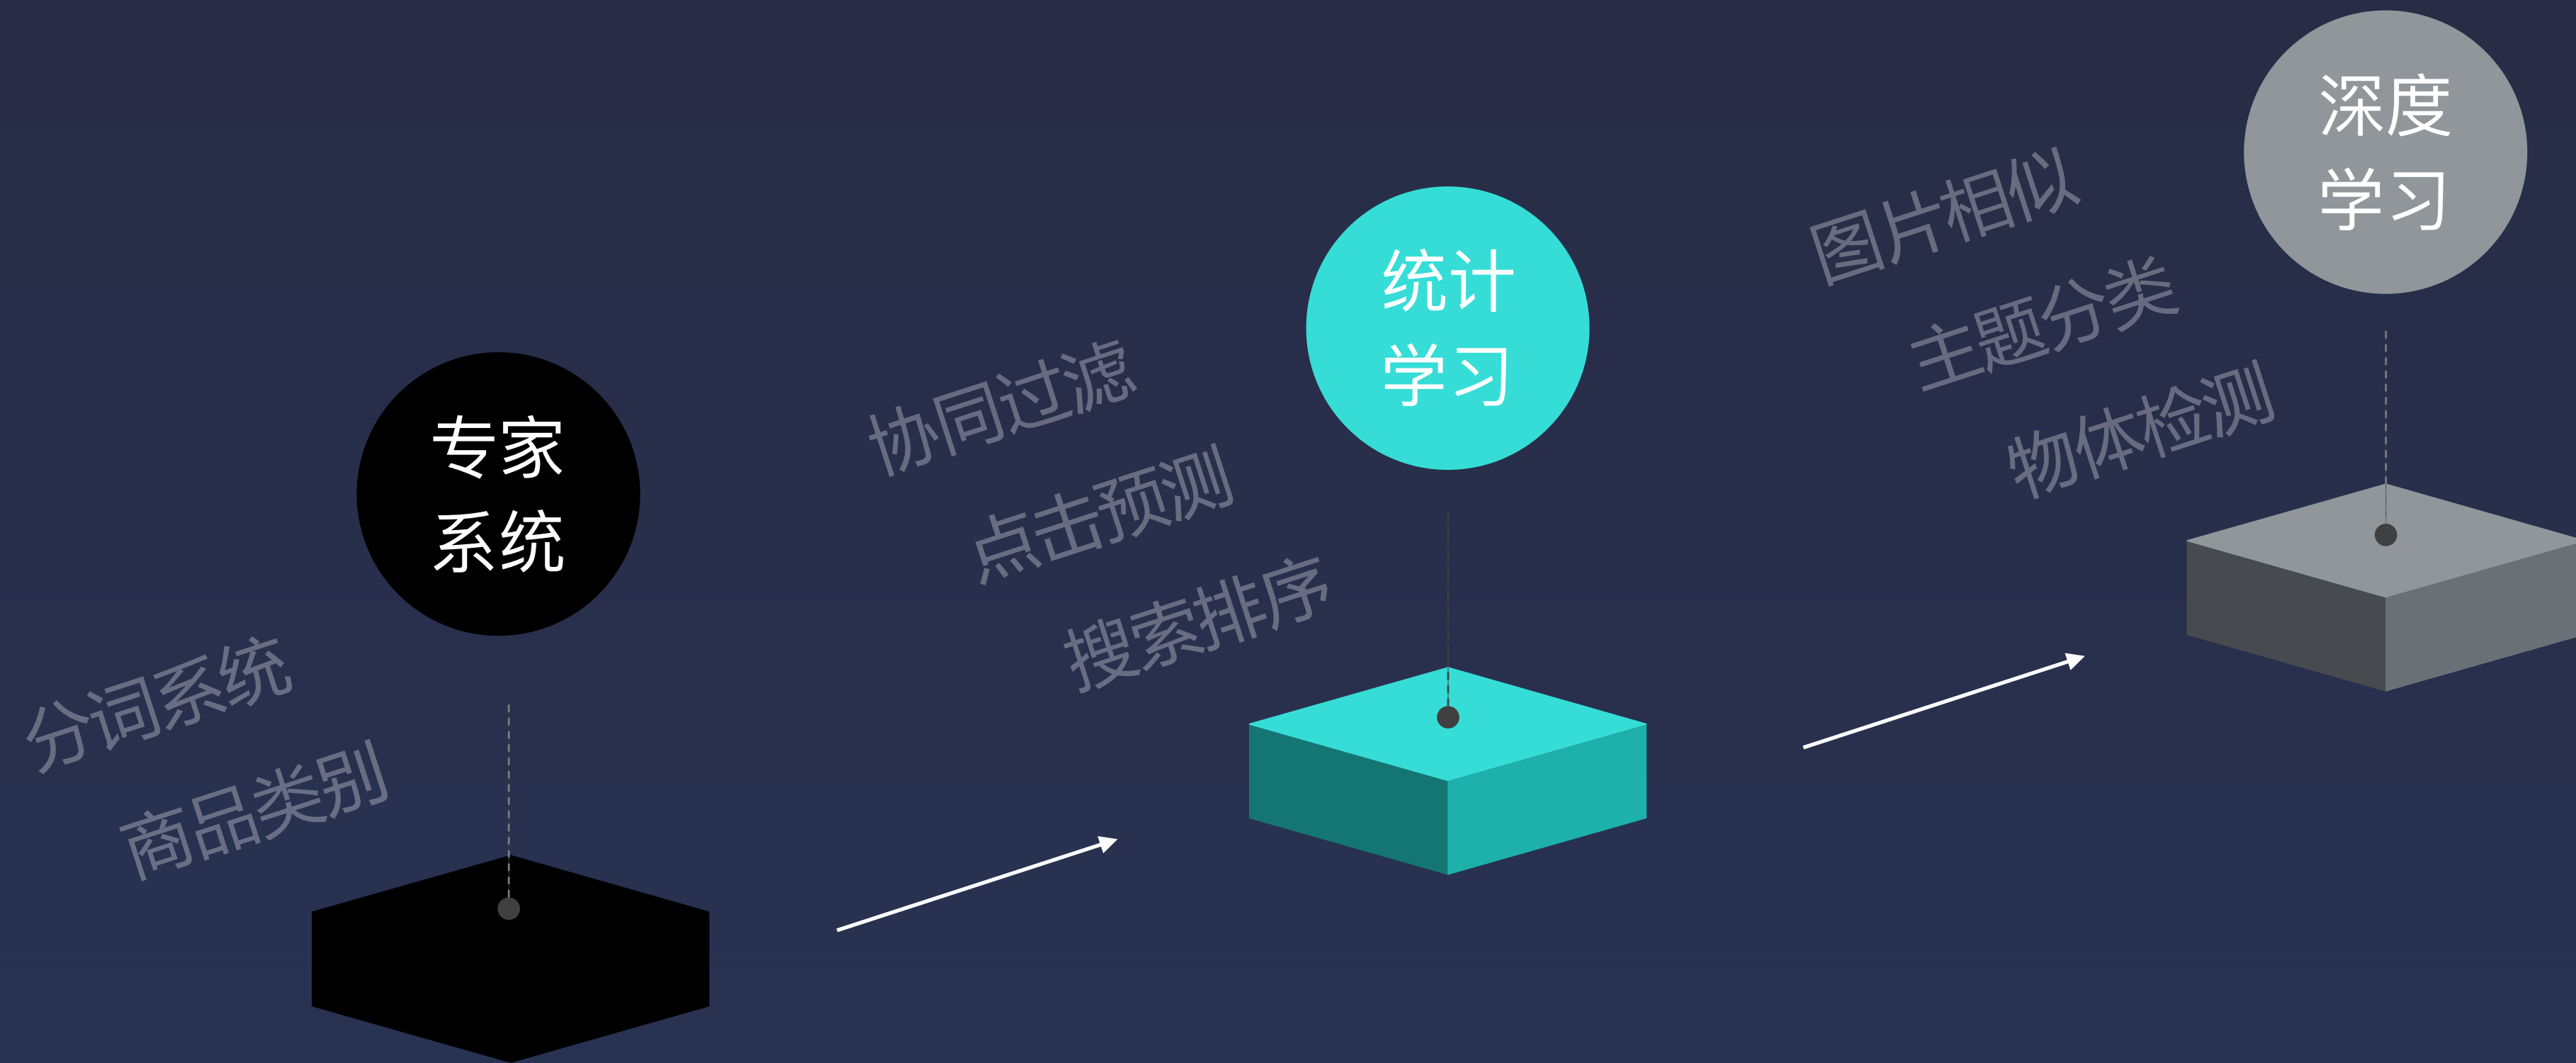 专家
系统
分词系统
商品类别
统计
学习
协同过滤
点击预测
搜索排序
深度
学习
图片相似
主题分类
物体检测